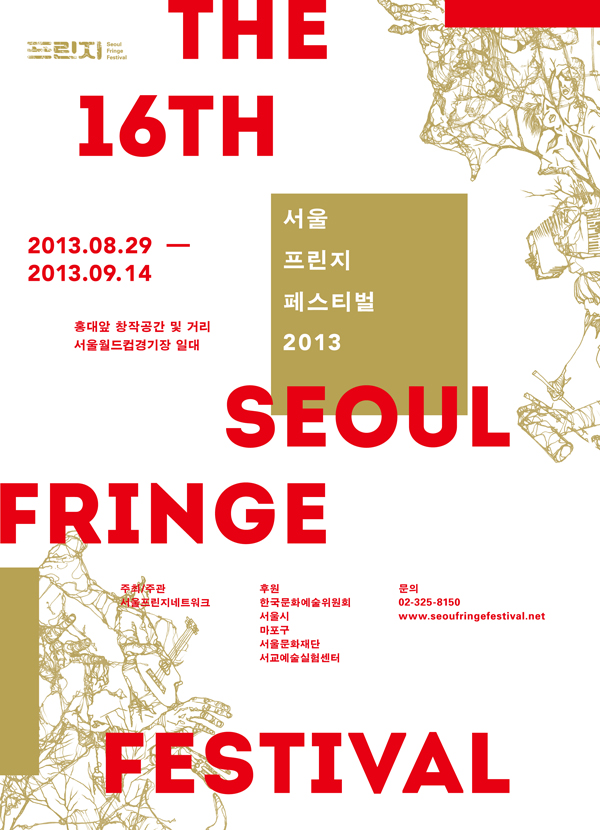 프린지
Seoul
Fringe
Festival
THE
16TH
서울
프린지
페스티벌
2013
2013.08.29 —
2013.09.14
홍대앞 창작공간 및 거리
서울월드컵경기장 일대
SEOUL
FRINGE
주최/주관
서울프린지네트워크
후원
한국문화예술위원회
서울시
마포구
서울문화재단
서교예술실험센터
문의
02-325-8150
www.seoulfringefestival.net
FESTIVAL